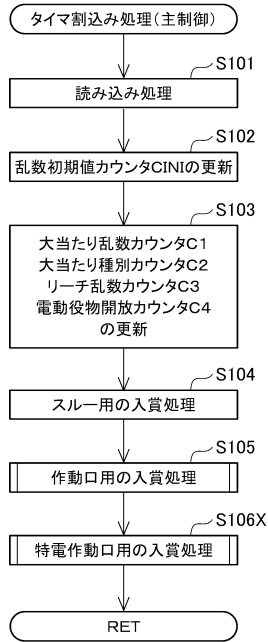 タイマ割込み処理(主制御)
S101
読み込み処理
S102
乱数初期値カウンタCINIの更新
S103
大当たり乱数カウンタC1
大当たり種別カウンタC2
リーチ乱数カウンタC3
電動役物開放カウンタC4
の更新
S104
スルー用の入賞処理
S105
作動口用の入賞処理
S106X
特電作動口用の入賞処理
RET